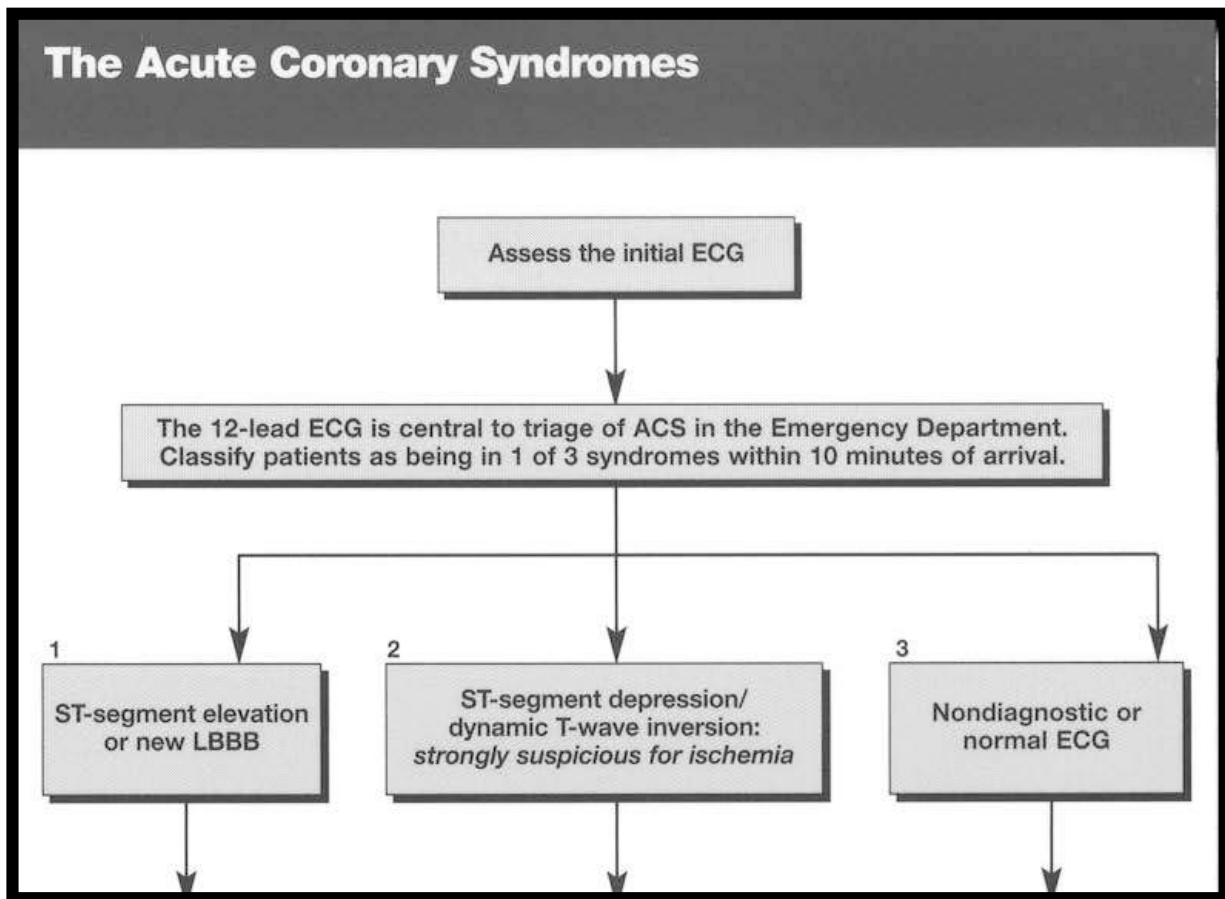 The Acute Coronary Syndromes
Assess the initial ECG
The 12-lead ECG is central to triage of ACS in the Emergency Department.
Classify patients as being in 1 of 3 syndromes within 10 minutes of arrival.
1
ST-segment elevation
or new LBBB
2
ST-segment depression/
dynamic T-wave inversion:
strongly suspicious for ischemia
3
Nondiagnostic or
normal ECG